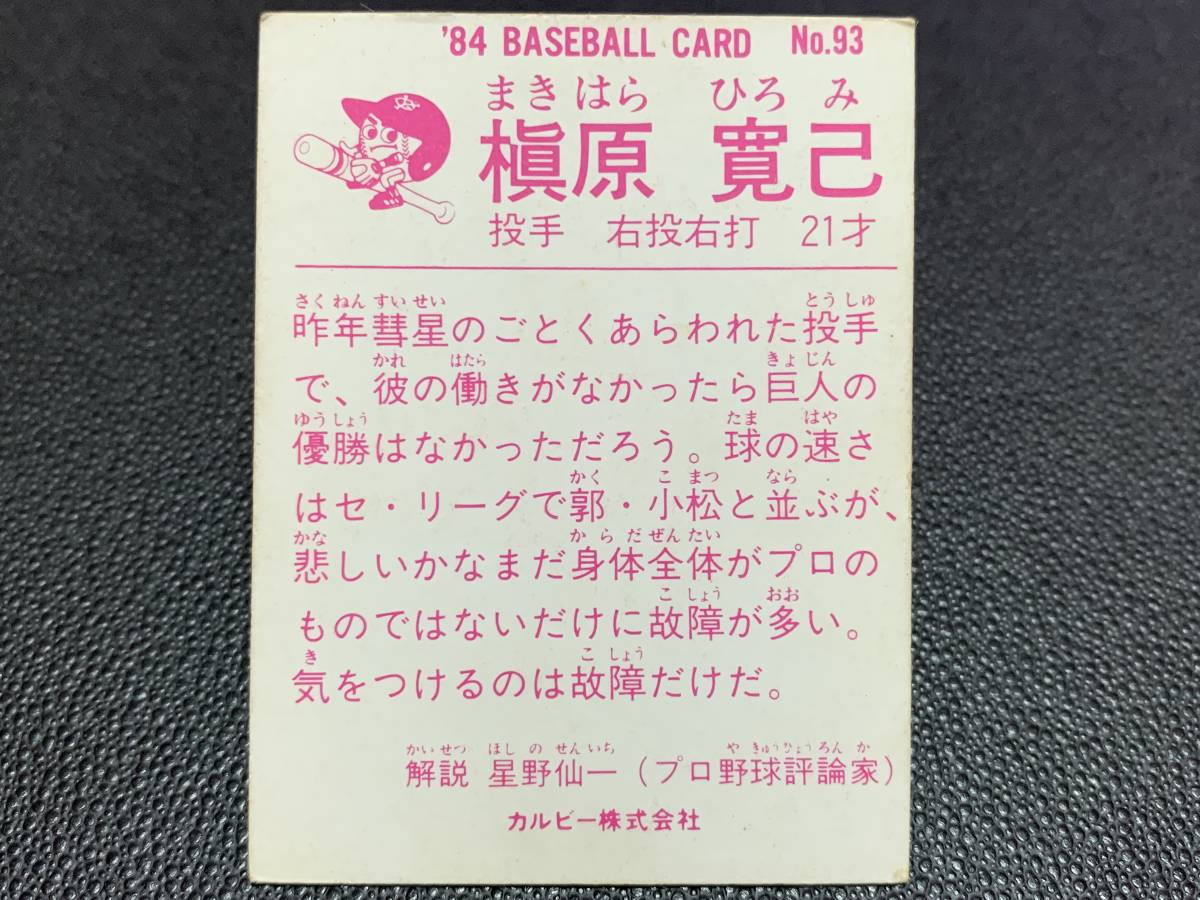 '84 BASEBALL CARD No.93
まきはら ひろみ
槇原 寛己
投手 右投右打 21才
さくねんすいせい とうしゅ
昨年彗星のごとくあらわれた投手
かれ はたら きょじん
で、彼の働きがなかったら巨人の
ゆうしょう たま はや
優勝はなかっただろう。球の速さ
かく こまつ なら
はセ・リーグで郭・小松と並ぶが、
かな からだぜんたい
悲しいかなまだ身体全体がプロの
こしょう おお
ものではないだけに故障が多い。
き こしょう
気をつけるのは故障だけだ。
かいせつ ほしのせんいち やきゅうひょうろんか
解説 星野仙一(プロ野球評論家)
カルビー株式会社